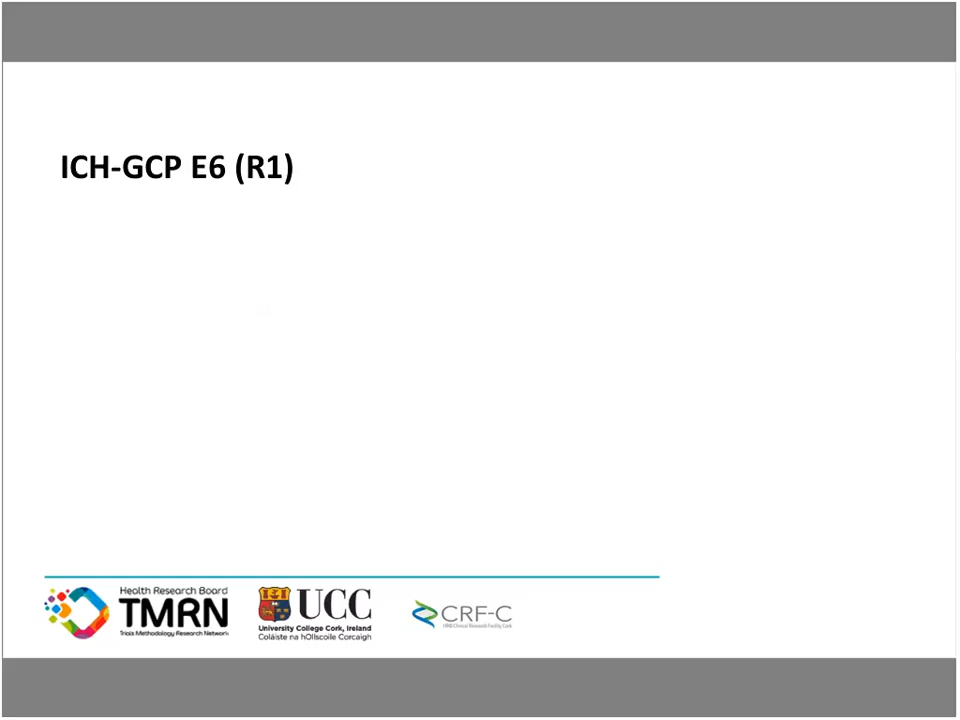 ICH-GCP E6 (R1)
Health Research Board
TMRN
Trials Methodology Research Network
UCC
University College Cork, Ireland
Coláiste na hOllscoile Corcaigh
CRF-C
HRB Clinical Research Facility Cork